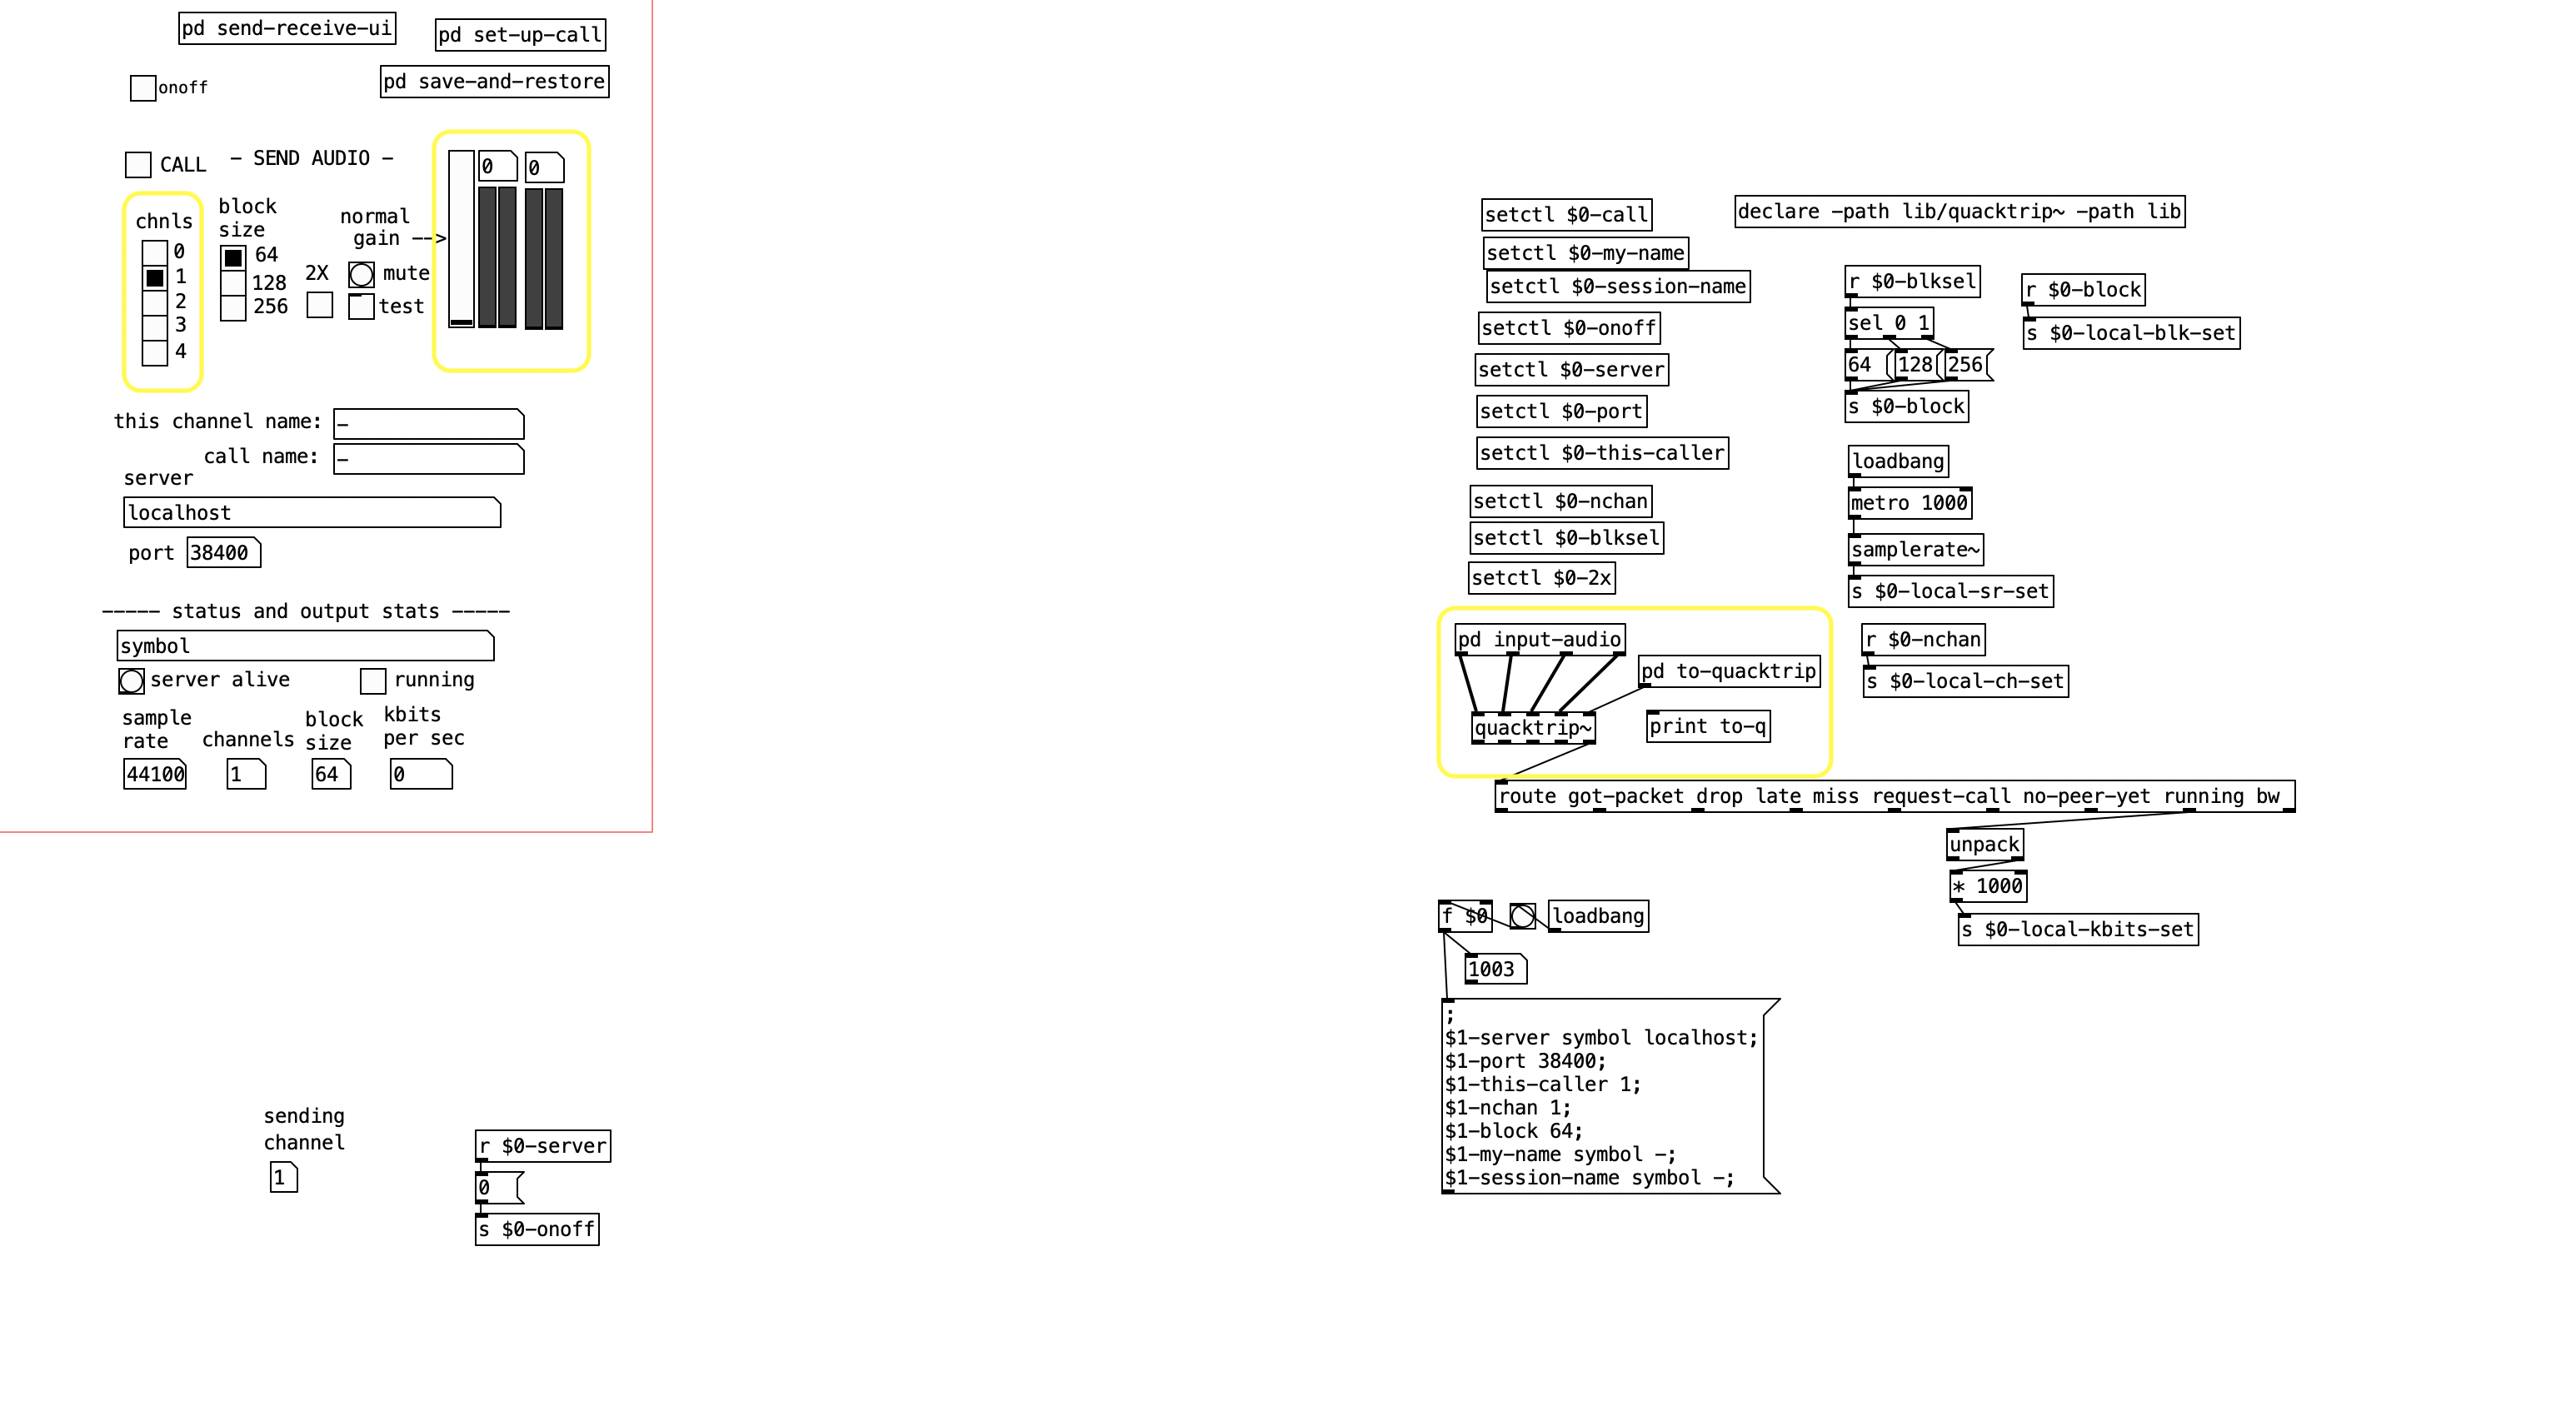 pd send-receive-ui
pd set-up-call
onoff
pd save-and-restore
CALL
- SEND AUDIO -
0
0
chnls
0
1
2
3
4
block
size
64
128
256
2X
normal
gain -->
mute
test
this channel name:
-
call name:
-
server
localhost
port
38400
----- status and output stats -----
symbol
server alive
running
sample
rate
channels
block
size
kbits
per sec
44100
1
64
0
sending
channel
1
r $0-server
0
s $0-onoff
setctl $0-call
setctl $0-my-name
setctl $0-session-name
setctl $0-onoff
setctl $0-server
setctl $0-port
setctl $0-this-caller
setctl $0-nchan
setctl $0-blksel
setctl $0-2x
declare -path lib/quacktrip~ -path lib
r $0-blksel
sel 0 1
64
128
256
s $0-block
r $0-block
s $0-local-blk-set
loadbang
metro 1000
samplerate~
s $0-local-sr-set
r $0-nchan
s $0-local-ch-set
pd input-audio
pd to-quacktrip
quacktrip~
print to-q
route got-packet drop late miss request-call no-peer-yet running bw
unpack
* 1000
s $0-local-kbits-set
f $0
loadbang
1003
;
$1-server symbol localhost;
$1-port 38400;
$1-this-caller 1;
$1-nchan 1;
$1-block 64;
$1-my-name symbol -;
$1-session-name symbol -;